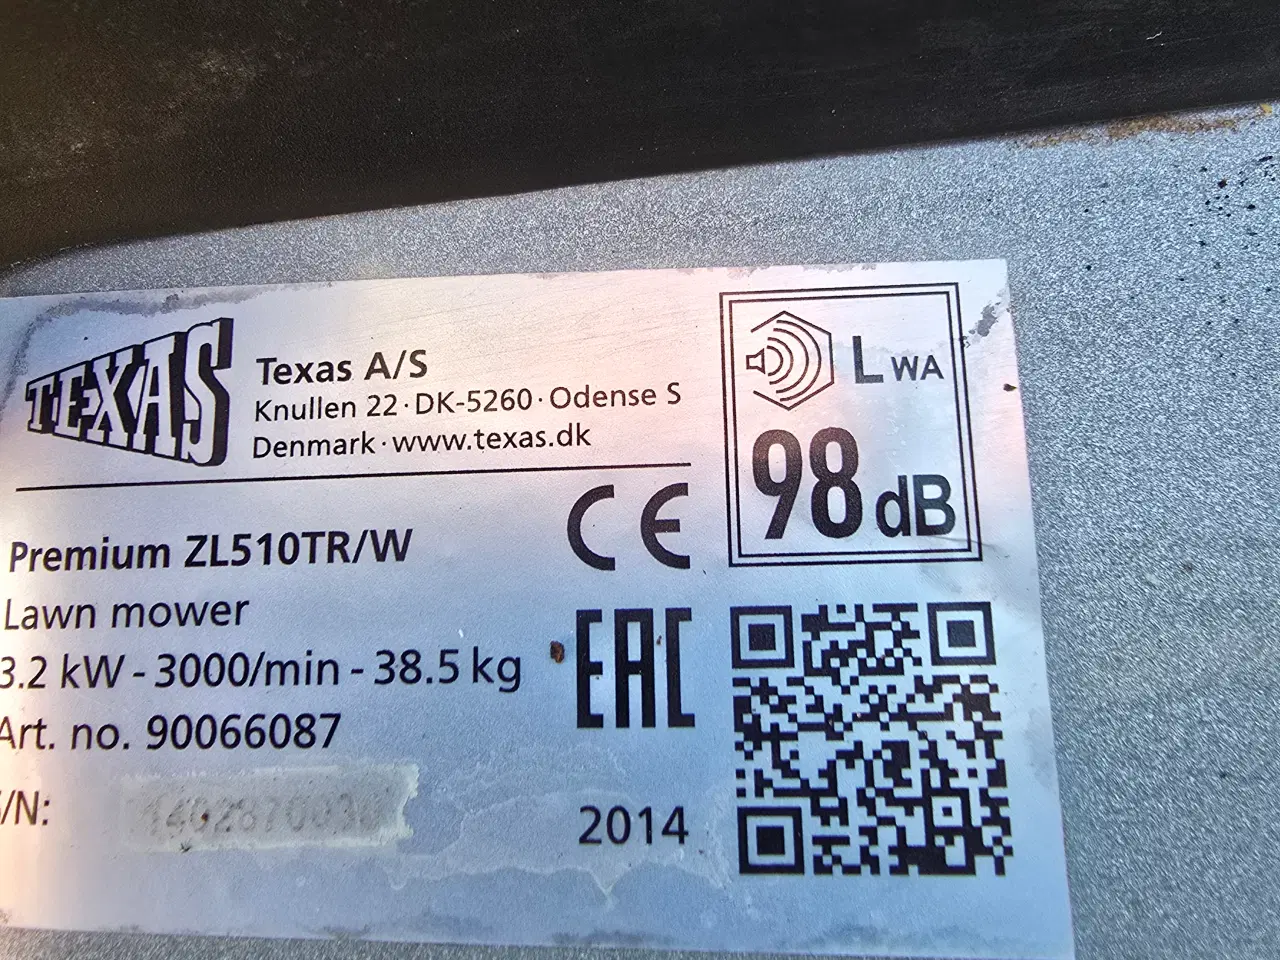 TEXAS
Texas A/S
Knullen 22 · DK-5260 · Odense S
Denmark · www.texas.dk
LWA
98 dB
CE
Premium ZL510TR/W
Lawn mower
3.2 kW - 3000/min - 38.5 kg
Art. no. 90066087
EAC
/N:
2014